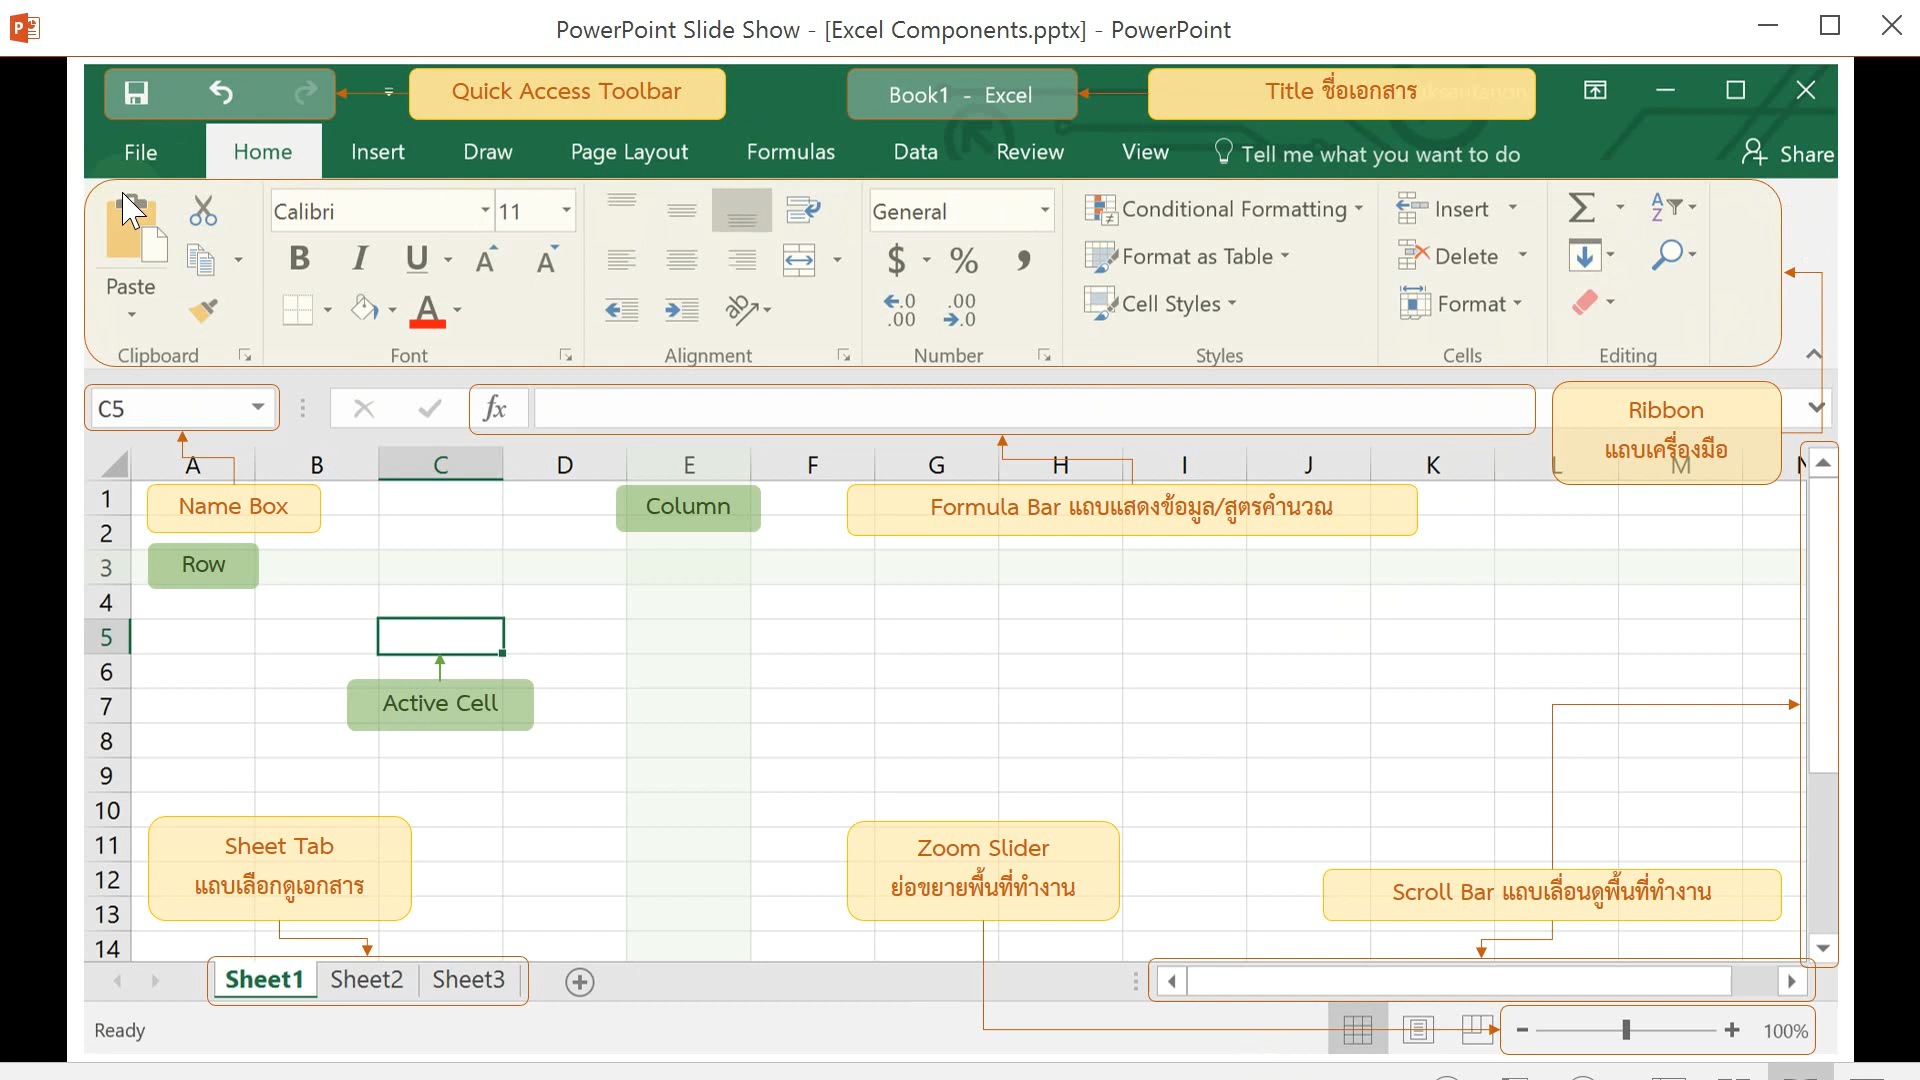 PowerPoint Slide Show - [Excel Components.pptx] - PowerPoint
Quick Access Toolbar
Book1 - Excel
Title ชื่อเอกสาร
File Home Insert Draw Page Layout Formulas Data Review View Tell me what you want to do Share
Calibri 11 General Conditional Formatting Insert
B I U A A $ % , Format as Table Delete
Paste
A .0 .00 .00 .0 Cell Styles Format
Clipboard Font Alignment Number Styles Cells Editing
C5 fx
Ribbon
แถบเครื่องมือ
A B C D E F G H I J K L M
1
Name Box
Column
Formula Bar แถบแสดงข้อมูล/สูตรคำนวณ
2
3
Row
4
5
6
7
Active Cell
8
9
10
11
Sheet Tab
แถบเลือกดูเอกสาร
Zoom Slider
ย่อขยายพื้นที่ทำงาน
12
Scroll Bar แถบเลื่อนดูพื้นที่ทำงาน
13
14
Sheet1 Sheet2 Sheet3
Ready 100%